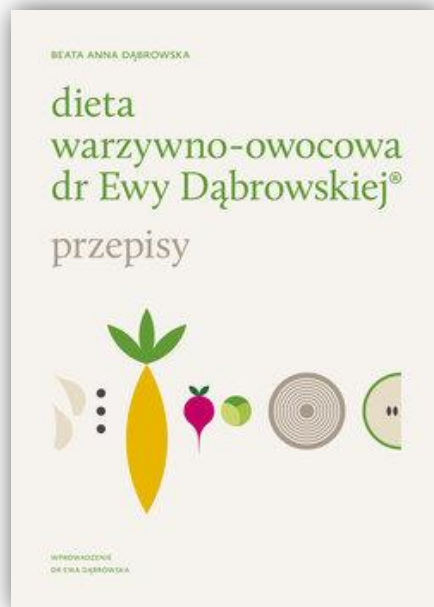 BEATA ANNA DĄBROWSKA
dieta
warzywno-owocowa
dr Ewy Dąbrowskiej®
przepisy
WPROWADZENIE
DR EWA DĄBROWSKA